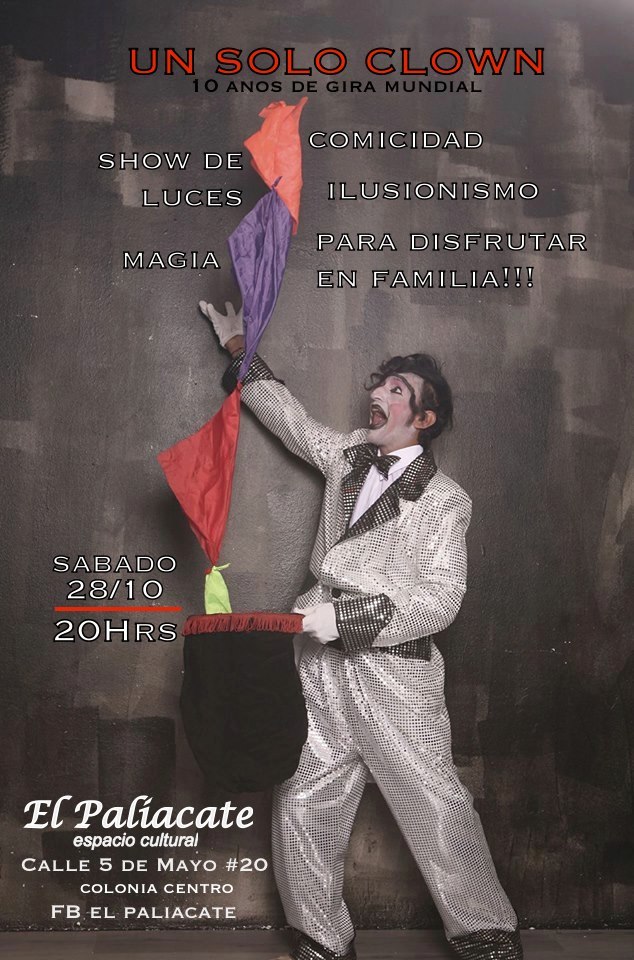 UN SOLO CLOWN
10 ANOS DE GIRA MUNDIAL
COMICIDAD
SHOW DE
LUCES
ILUSIONISMO
MAGIA
PARA DISFRUTAR
EN FAMILIA!!!
SABADO
28/10
20HRS
El Paliacate
espacio cultural
CALLE 5 DE MAYO #20
COLONIA CENTRO
FB EL PALIACATE